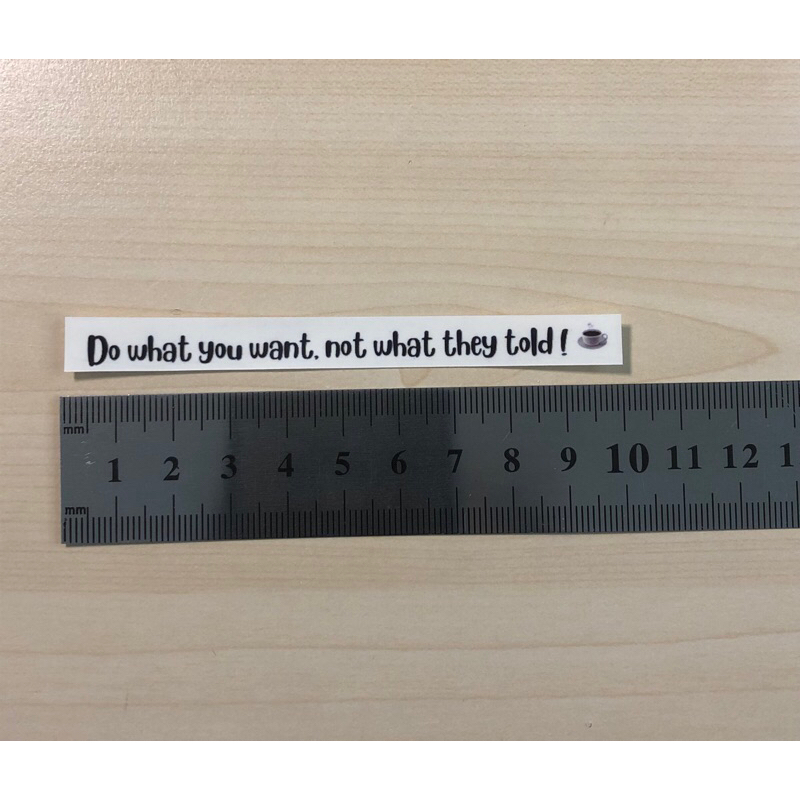 Do what you want, not what they told! ☕
mm
1 2 3 4 5 6 7 8 9 10 11 12 1
mm